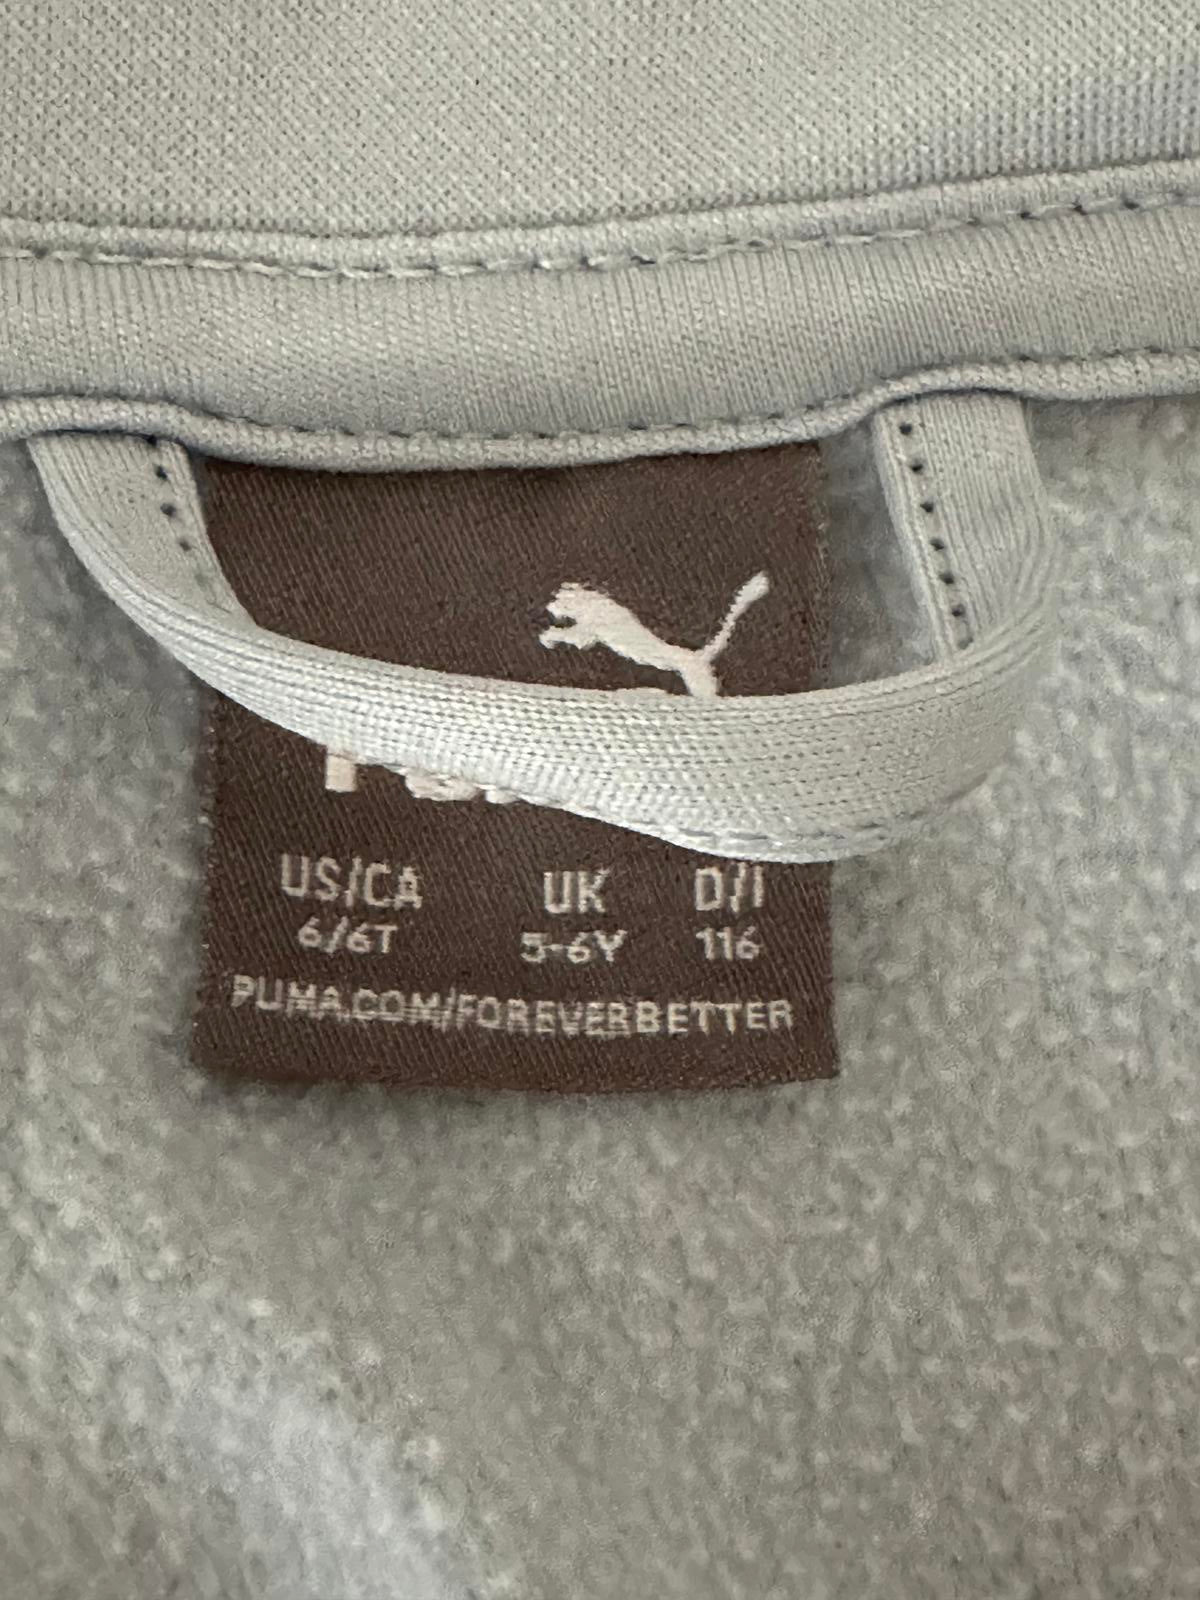 US/CA UK D/I
6/6T 5-6Y 116
PUMA.COM/FOREVERBETTER